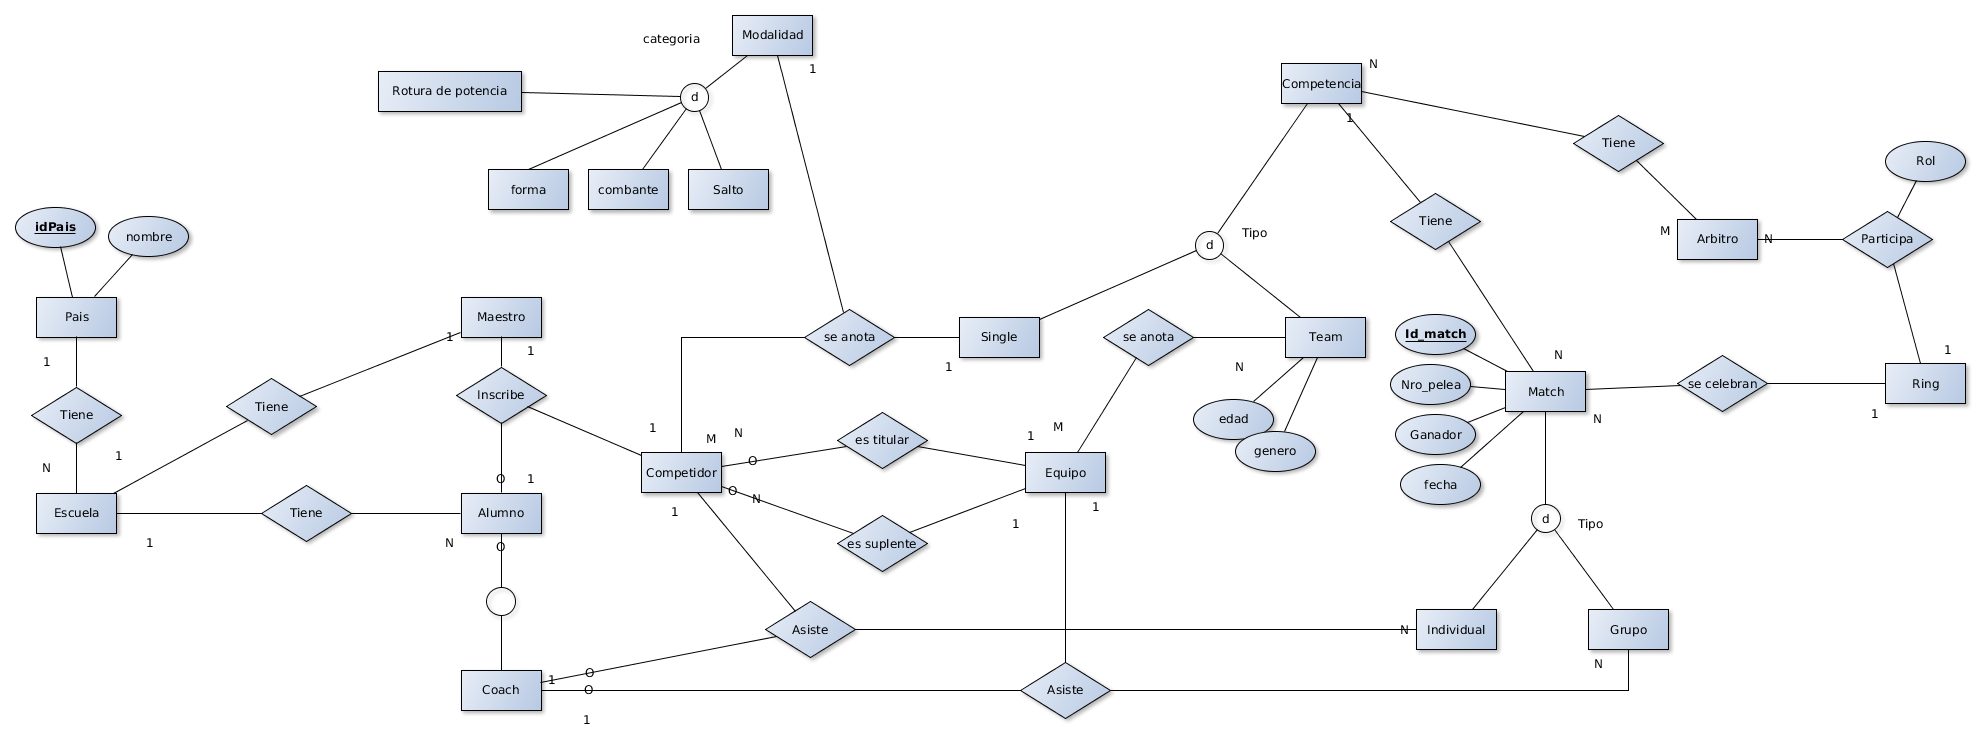 Modalidad
categoria
1
Competencia
N
Rotura de potencia
d
1
Tiene
Rol
forma
combante
Salto
idPais
nombre
Tiene
d
Tipo
M
Arbitro
N
Participa
Pais
Maestro
1
1
se anota
Single
se anota
Team
Id_match
1
1
N
N
1
Tiene
Inscribe
Nro_pelea
Match
se celebran
Ring
Tiene
edad
N
1
1
1
M
N
es titular
1
M
Ganador
genero
N
O
Competidor
Equipo
O
1
O
N
fecha
Escuela
Tiene
Alumno
1
1
1
1
N
O
es suplente
d
Tipo
Asiste
N
Individual
Grupo
O
1
N
Coach
O
Asiste
1